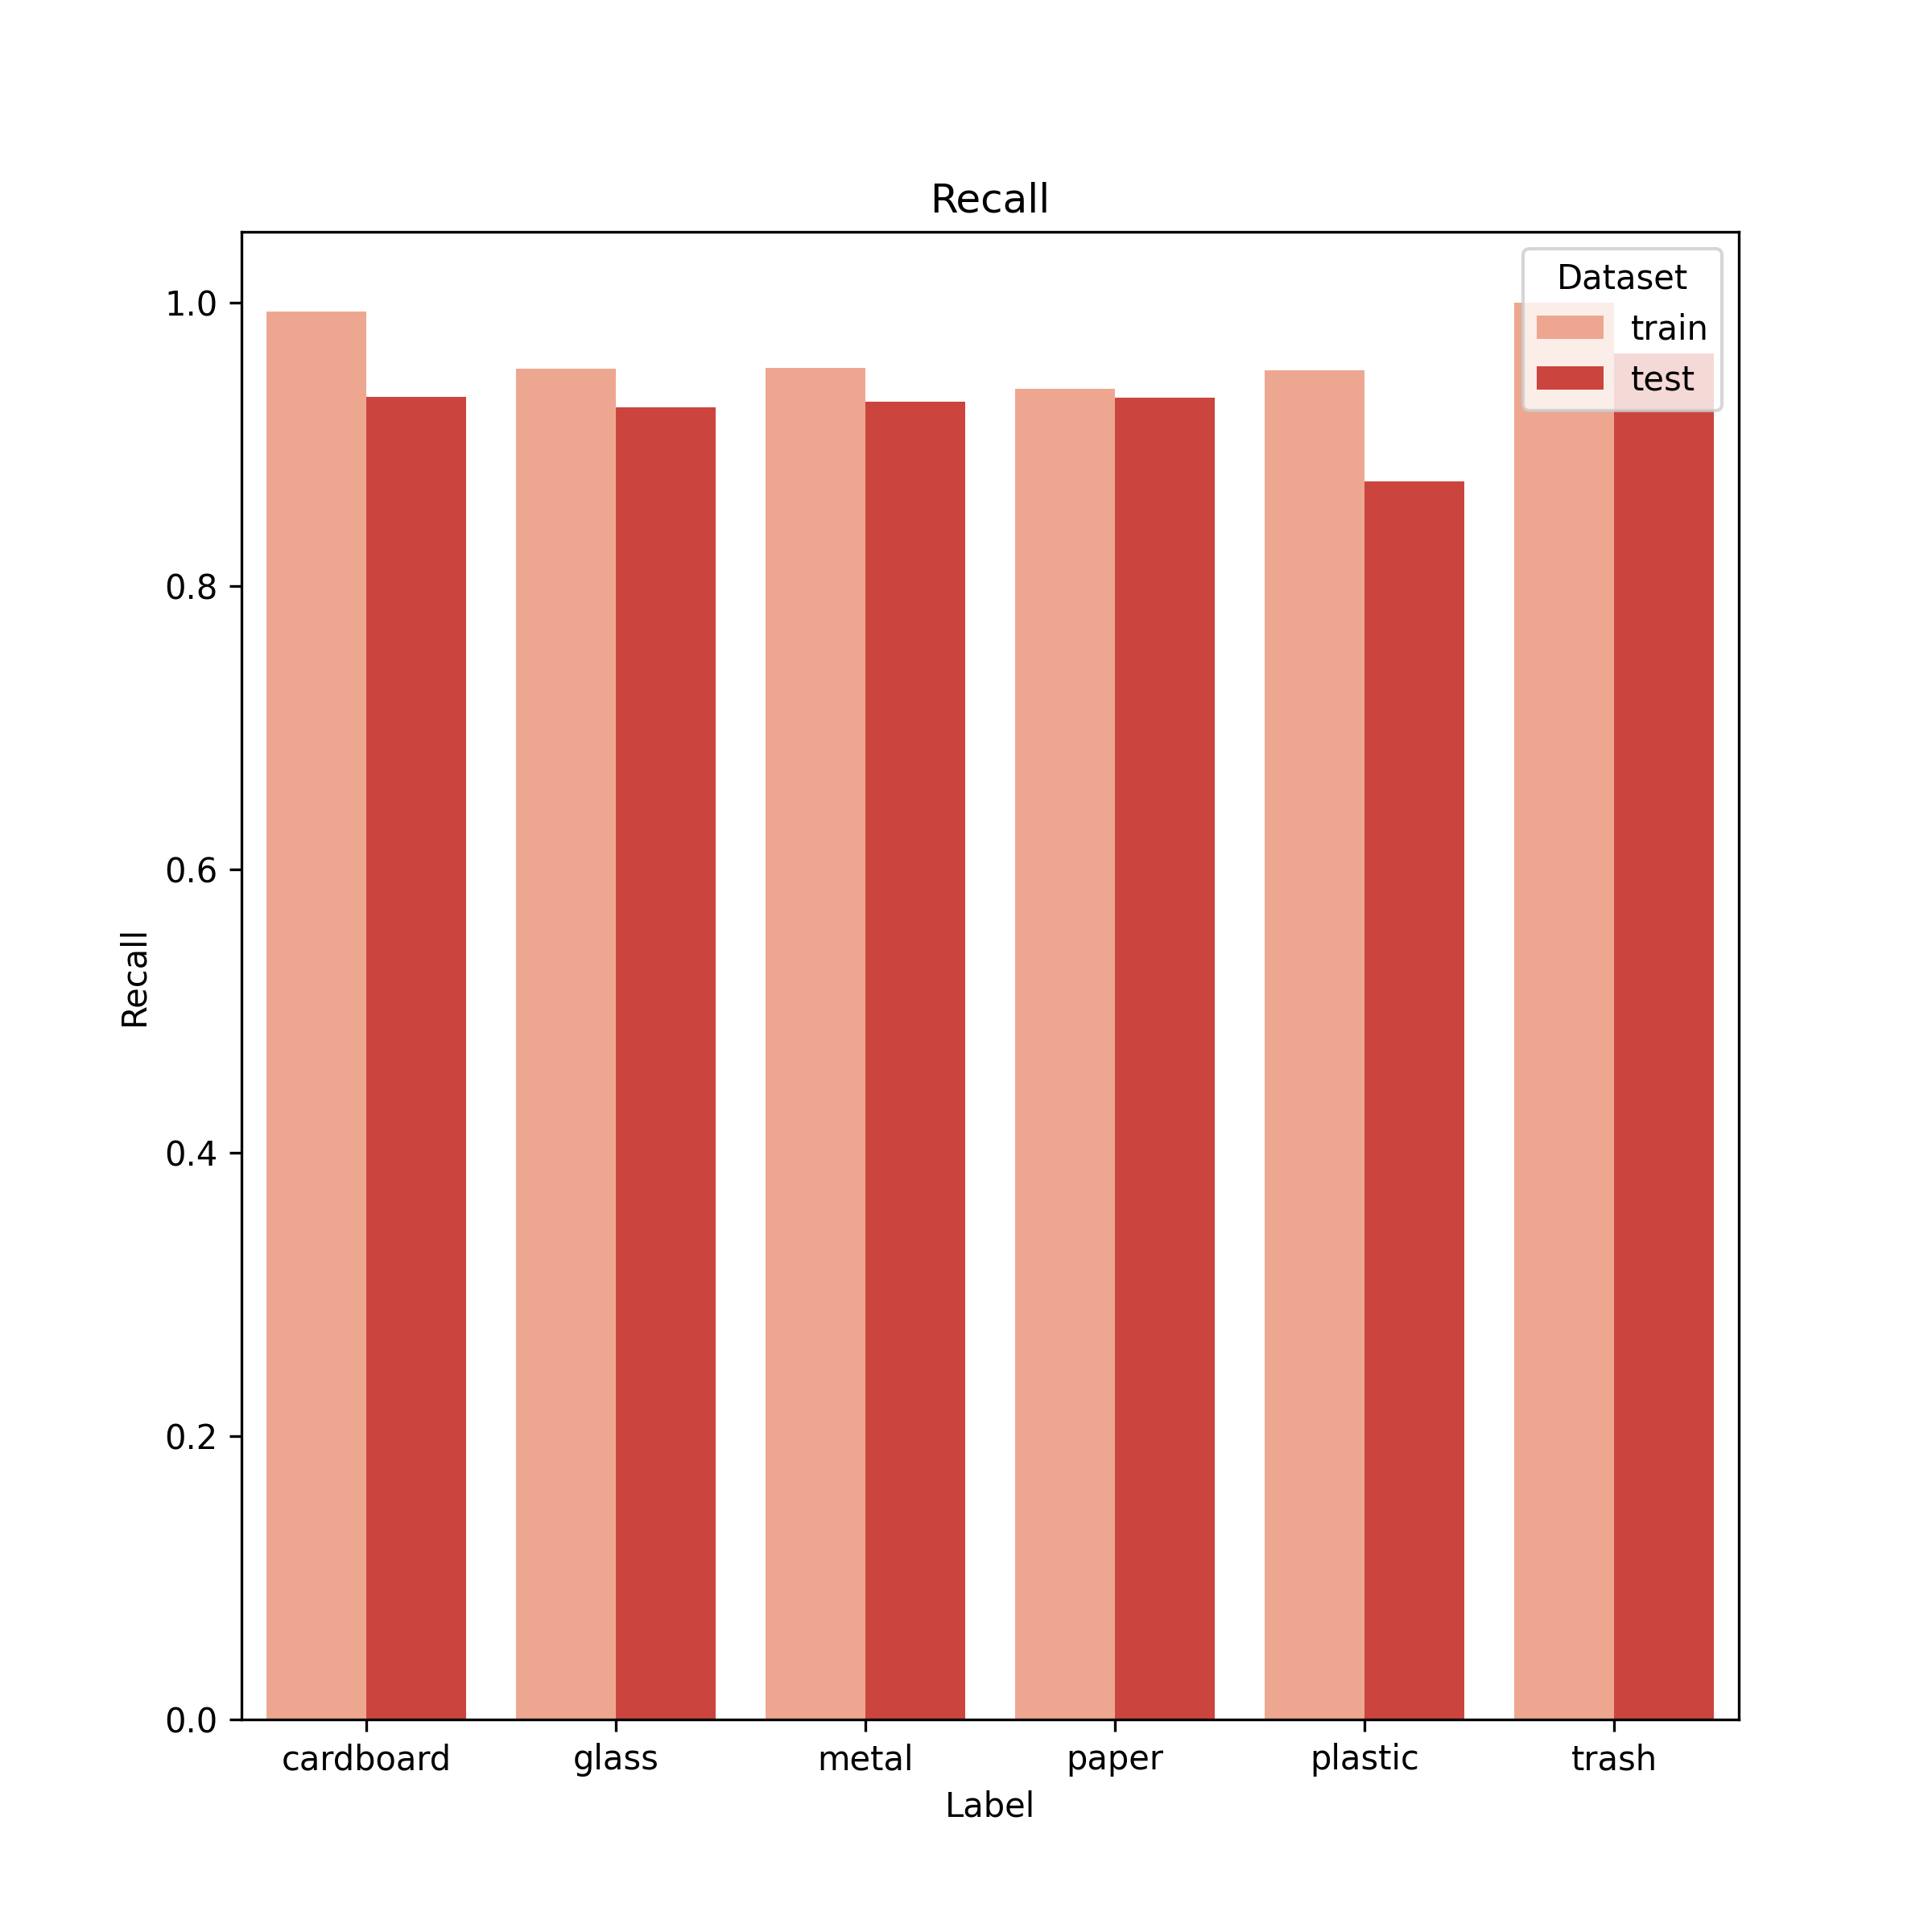 Recall
Dataset
train
test
1.0
0.8
0.6
0.4
0.2
0.0
Recall
cardboard glass metal paper plastic trash
Label